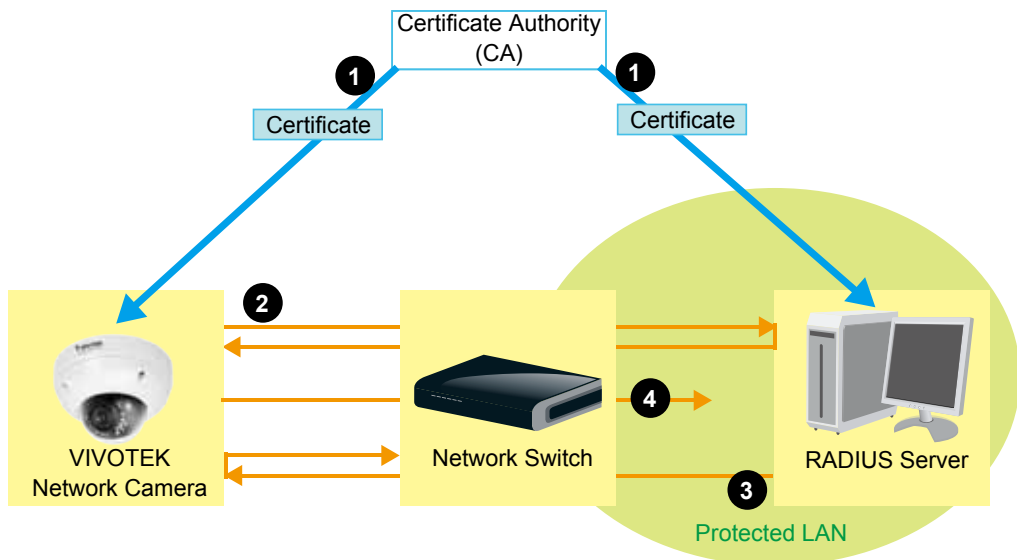 Certificate Authority
(CA)
1
1
Certificate
Certificate
2
4
VIVOTEK
Network Camera
Network Switch
RADIUS Server
3
Protected LAN